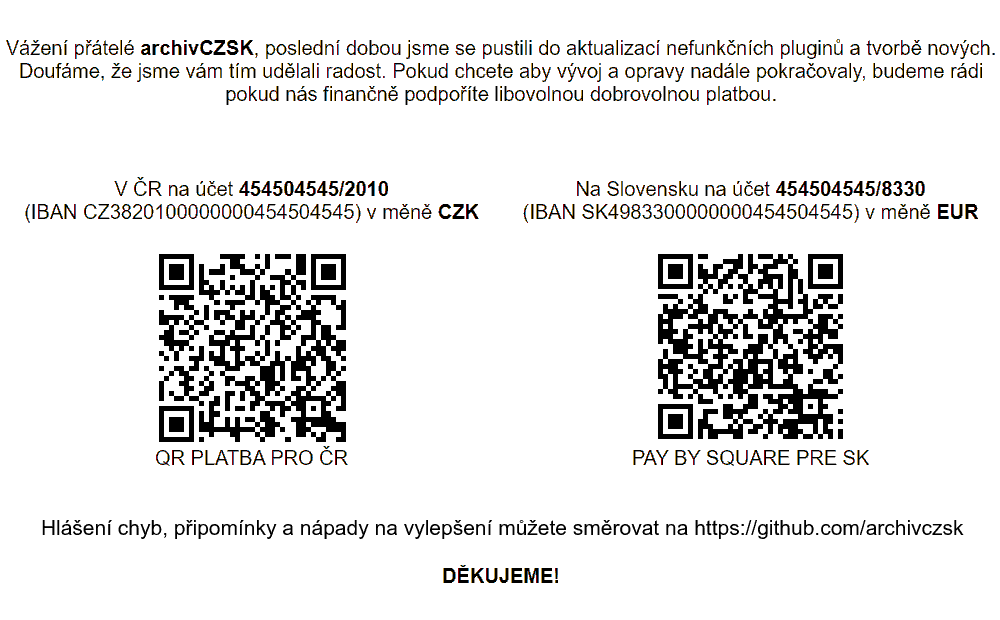 Vážení přátelé archivCZSK, poslední dobou jsme se pustili do aktualizací nefunkčních pluginů a tvorbě nových.
Doufáme, že jsme vám tím udělali radost. Pokud chcete aby vývoj a opravy nadále pokračovaly, budeme rádi
pokud nás finančně podpoříte libovolnou dobrovolnou platbou.
V ČR na účet 454504545/2010
(IBAN CZ3820100000000454504545) v měně CZK
QR PLATBA PRO ČR
Na Slovensku na účet 454504545/8330
(IBAN SK4983300000000454504545) v měně EUR
PAY BY SQUARE PRE SK
Hlášení chyb, připomínky a nápady na vylepšení můžete směrovat na https://github.com/archivczsk
DĚKUJEME!